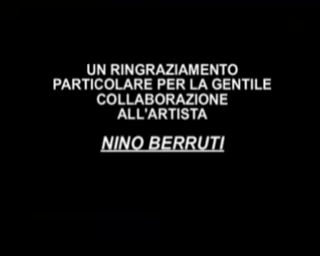 UN RINGRAZIAMENTO
PARTICOLARE PER LA GENTILE
COLLABORAZIONE
ALL'ARTISTA
NINO BERRUTI